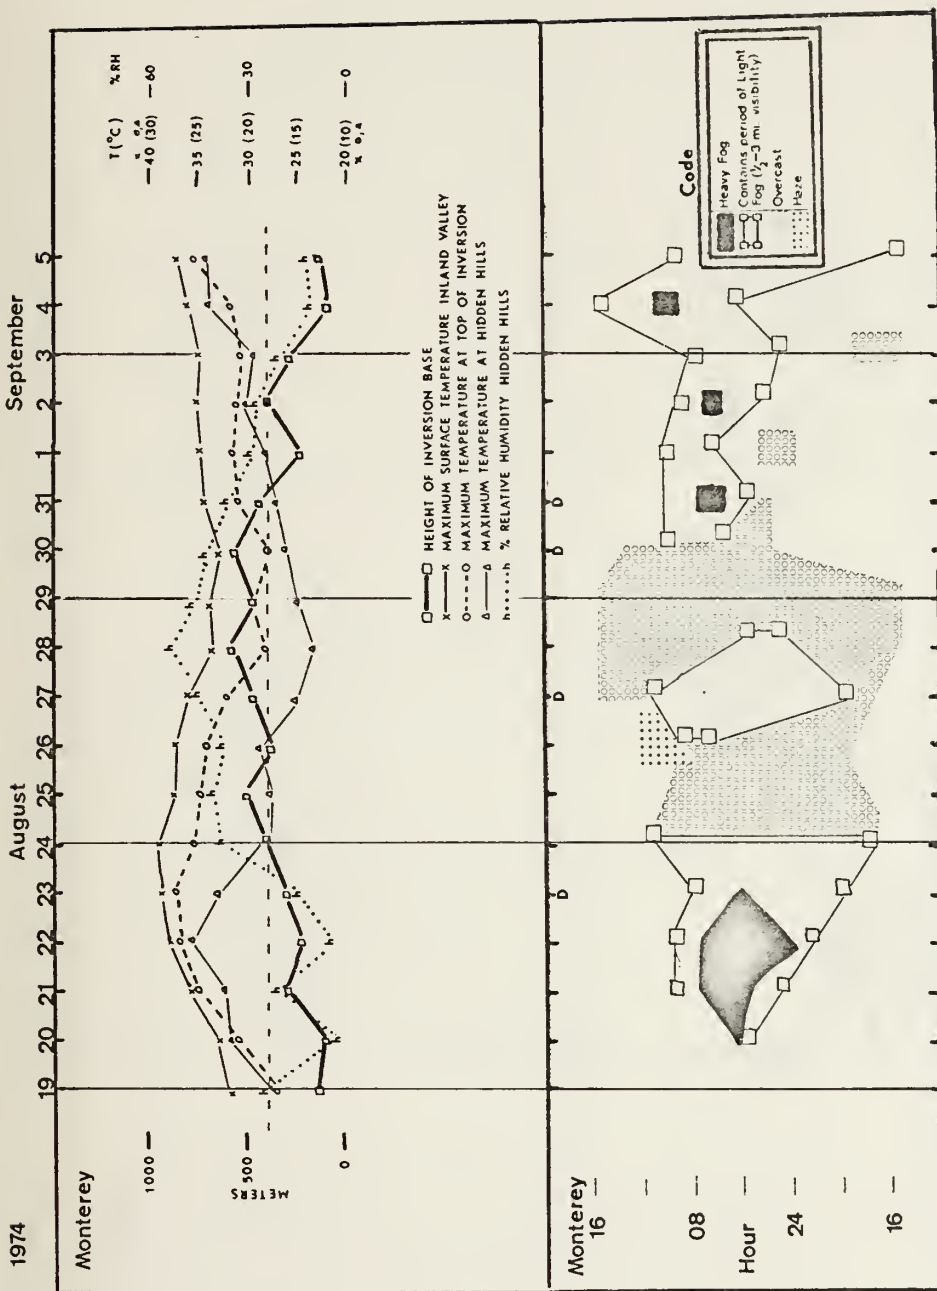 1974
August
September
19 20 21 22 23 24 25 26 27 28 29 30 31 1 2 3 4 5
Monterey
1000
500
0
METERS
T(°C) %RH
x o,Δ
40 (30) 60
35 (25)
30 (20) 30
25 (15)
20 (10) 0
x o,Δ
HEIGHT OF INVERSION BASE
MAXIMUM SURFACE TEMPERATURE INLAND VALLEY
MAXIMUM TEMPERATURE AT TOP OF INVERSION
MAXIMUM TEMPERATURE AT HIDDEN HILLS
h h % RELATIVE HUMIDITY HIDDEN HILLS
Monterey
16
08
Hour
24
16
D D D D
Code
Heavy Fog
Contains period of Light
Fog (½-3 mi. visibility)
Overcast
Haze